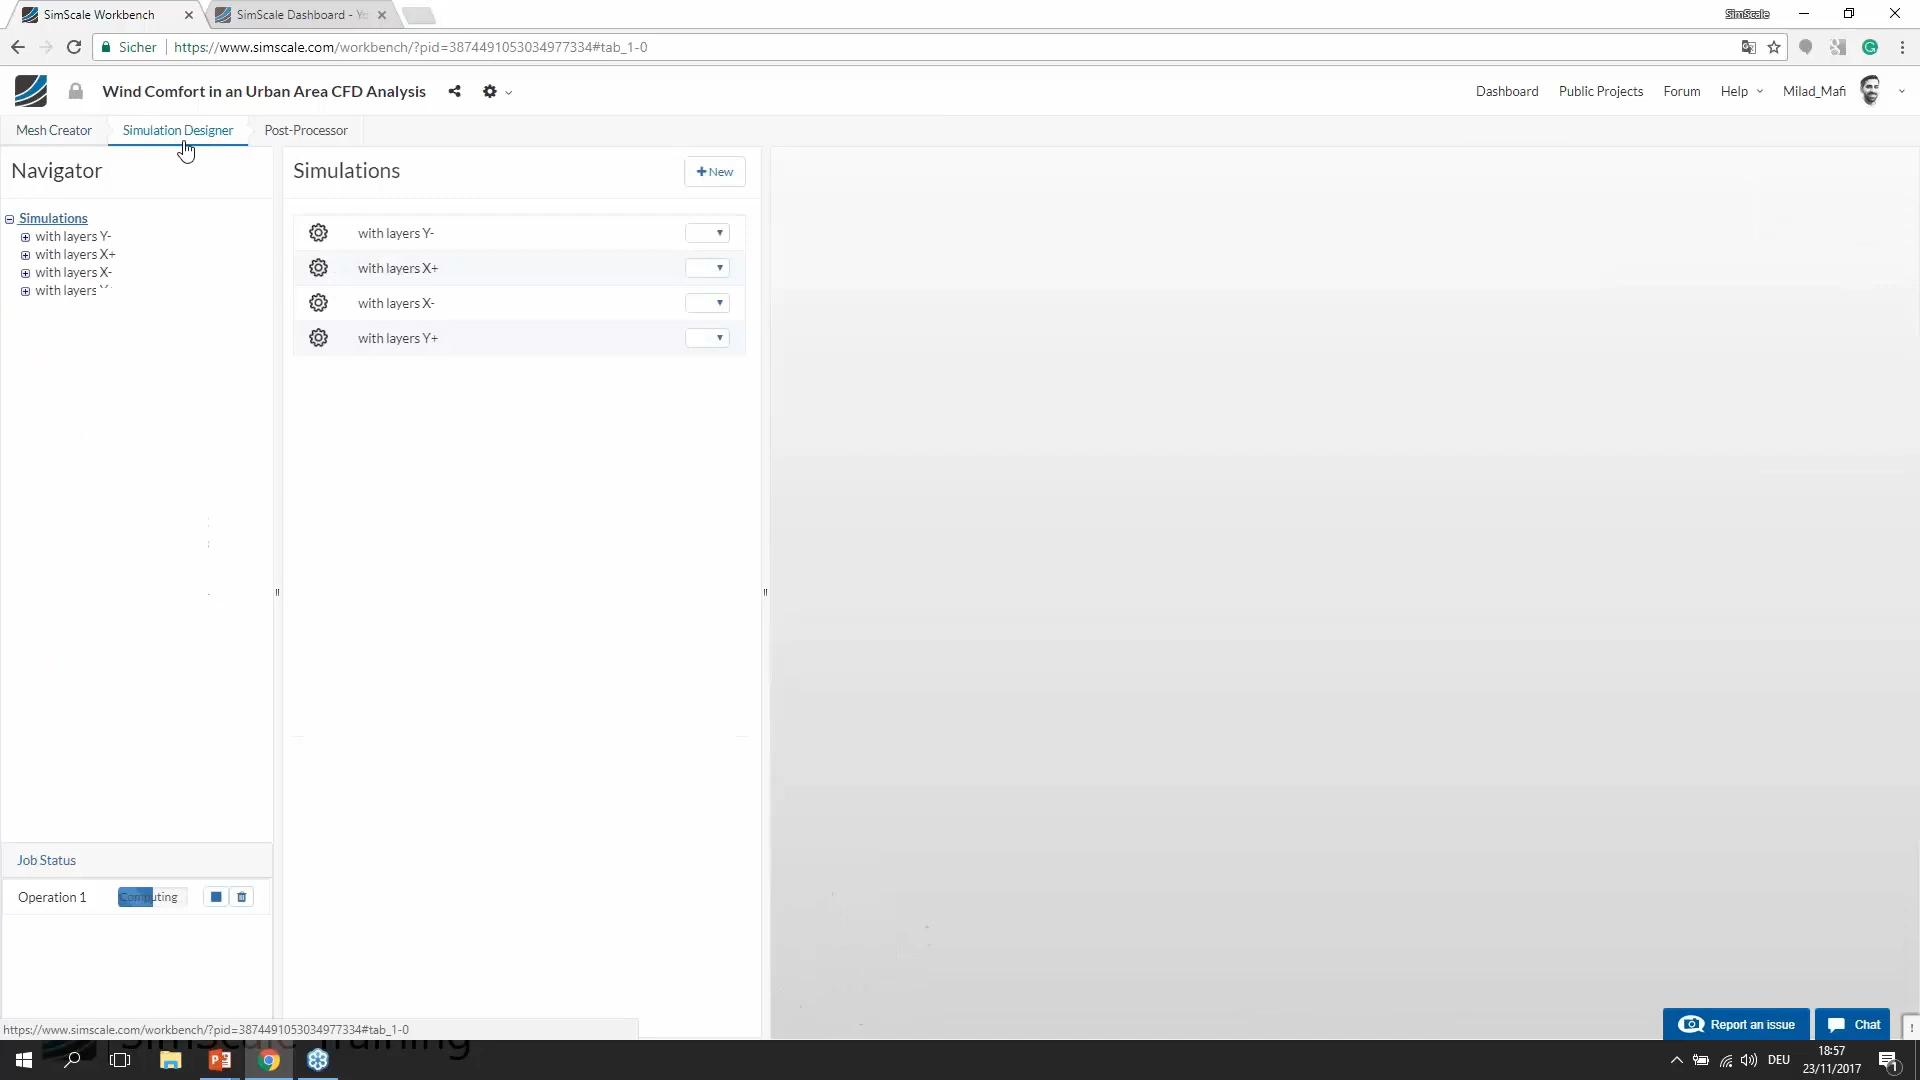 SimScale Workbench
SimScale Dashboard - Yo
SimScale
Sicher
https://www.simscale.com/workbench/?pid=3874491053034977334#tab_1-0
Wind Comfort in an Urban Area CFD Analysis
Dashboard
Public Projects
Forum
Help
Milad_Mafi
Mesh Creator
Simulation Designer
Post-Processor
Navigator
Simulations
with layers Y-
with layers X+
with layers X-
with layers
Simulations
+ New
with layers Y-
with layers X+
with layers X-
with layers Y+
Job Status
Operation 1
Computing
https://www.simscale.com/workbench/?pid=3874491053034977334#tab_1-0
Report an issue
Chat
SimScale Training
DEU
18:57
23/11/2017
1